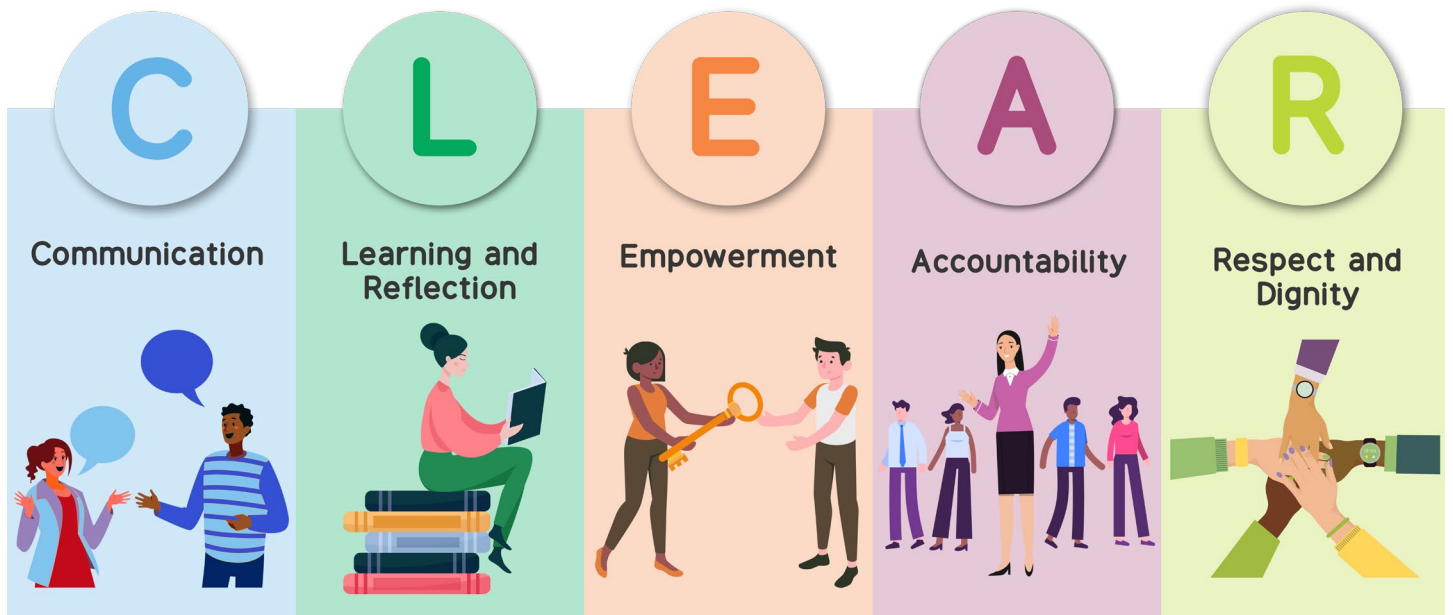 C
L
E
A
R
Communication
Learning and
Reflection
Empowerment
Accountability
Respect and
Dignity